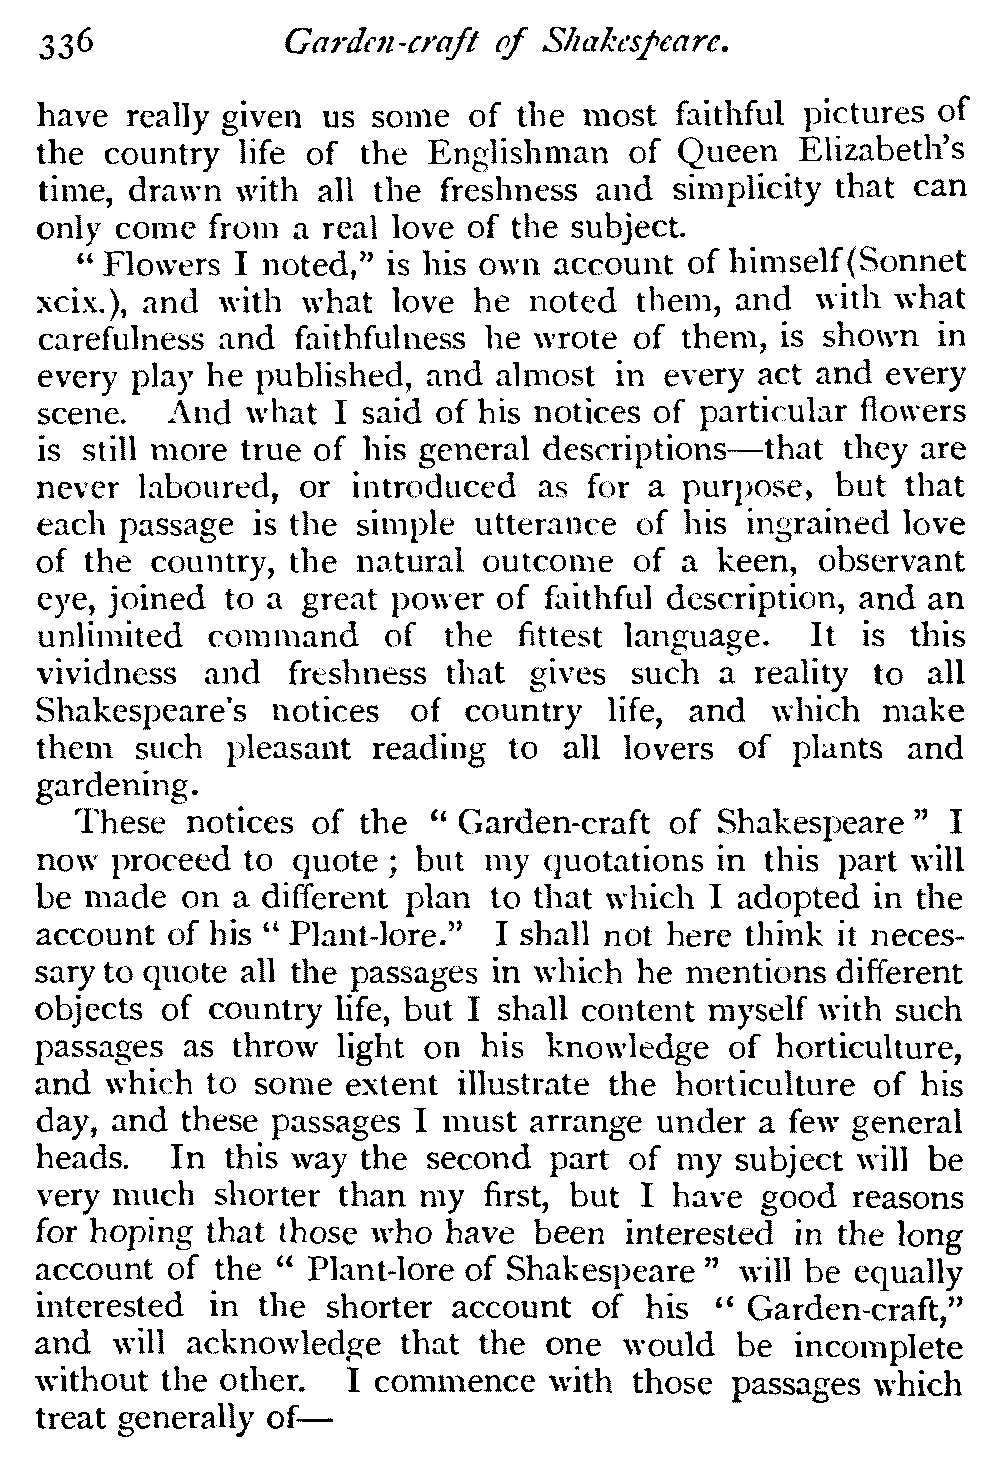 336 Garden-craft of Shakespeare.
have really given us some of the most faithful pictures of
the country life of the Englishman of Queen Elizabeth's
time, drawn with all the freshness and simplicity that can
only come from a real love of the subject.
“ Flowers I noted,” is his own account of himself (Sonnet
xcix.), and with what love he noted them, and with what
carefulness and faithfulness he wrote of them, is shown in
every play he published, and almost in every act and every
scene. And what I said of his notices of particular flowers
is still more true of his general descriptions—that they are
never laboured, or introduced as for a purpose, but that
each passage is the simple utterance of his ingrained love
of the country, the natural outcome of a keen, observant
eye, joined to a great power of faithful description, and an
unlimited command of the fittest language. It is this
vividness and freshness that gives such a reality to all
Shakespeare's notices of country life, and which make
them such pleasant reading to all lovers of plants and
gardening.
These notices of the “ Garden-craft of Shakespeare ” I
now proceed to quote ; but my quotations in this part will
be made on a different plan to that which I adopted in the
account of his “ Plant-lore.” I shall not here think it neces-
sary to quote all the passages in which he mentions different
objects of country life, but I shall content myself with such
passages as throw light on his knowledge of horticulture,
and which to some extent illustrate the horticulture of his
day, and these passages I must arrange under a few general
heads. In this way the second part of my subject will be
very much shorter than my first, but I have good reasons
for hoping that those who have been interested in the long
account of the “ Plant-lore of Shakespeare ” will be equally
interested in the shorter account of his “ Garden-craft,”
and will acknowledge that the one would be incomplete
without the other. I commence with those passages which
treat generally of—